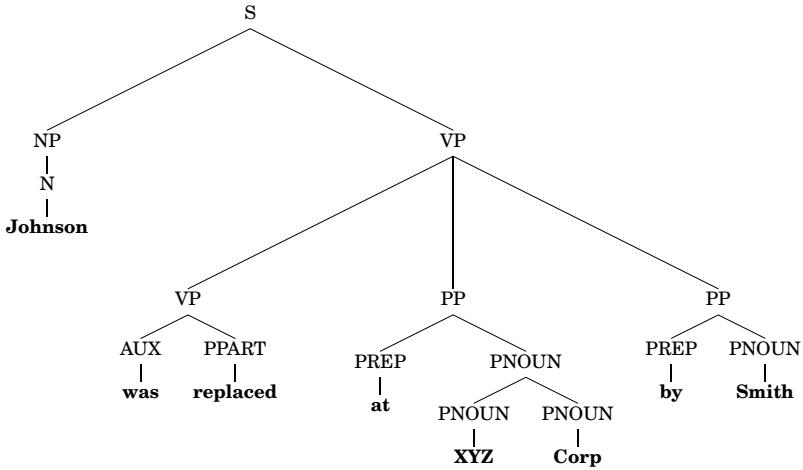 S
NP VP
N
Johnson
VP PP PP
AUX PPART PREP PNOUN PREP PNOUN
was replaced at by Smith
PNOUN PNOUN
XYZ Corp